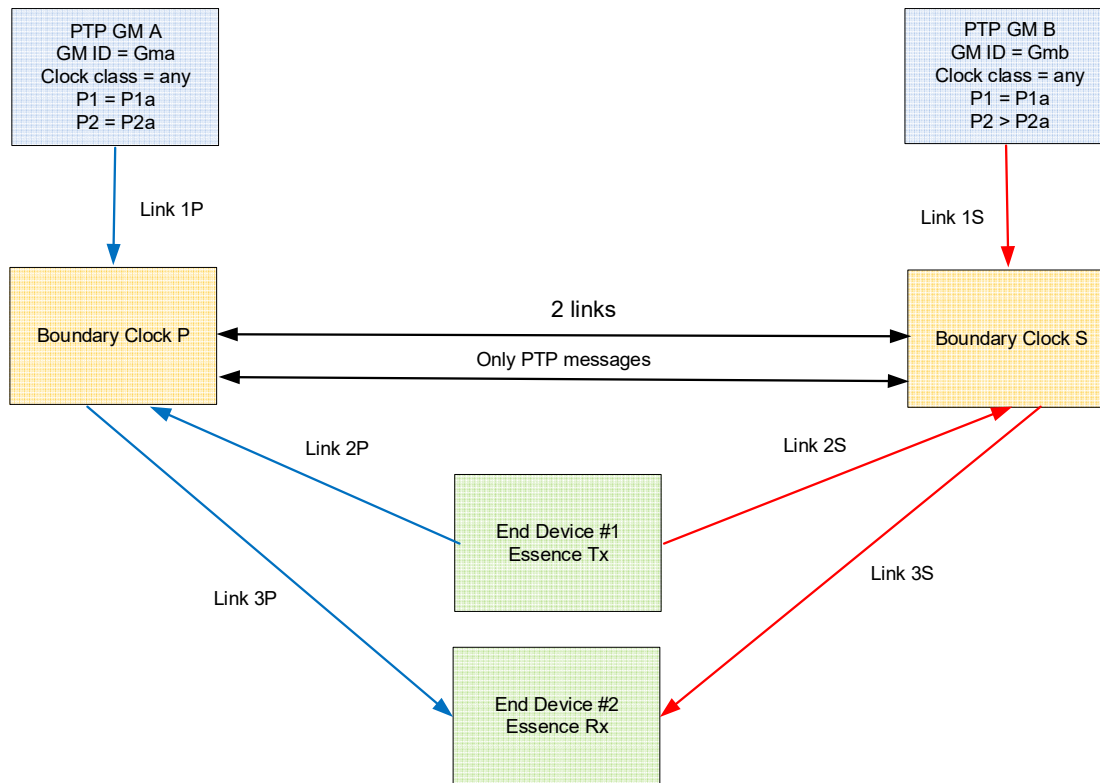 PTP GM A
GM ID = Gma
Clock class = any
P1 = P1a
P2 = P2a
PTP GM B
GM ID = Gmb
Clock class = any
P1 = P1a
P2 > P2a
Link 1P
Link 1S
Boundary Clock P
2 links
Only PTP messages
Boundary Clock S
Link 2P
Link 2S
End Device #1
Essence Tx
Link 3P
Link 3S
End Device #2
Essence Rx